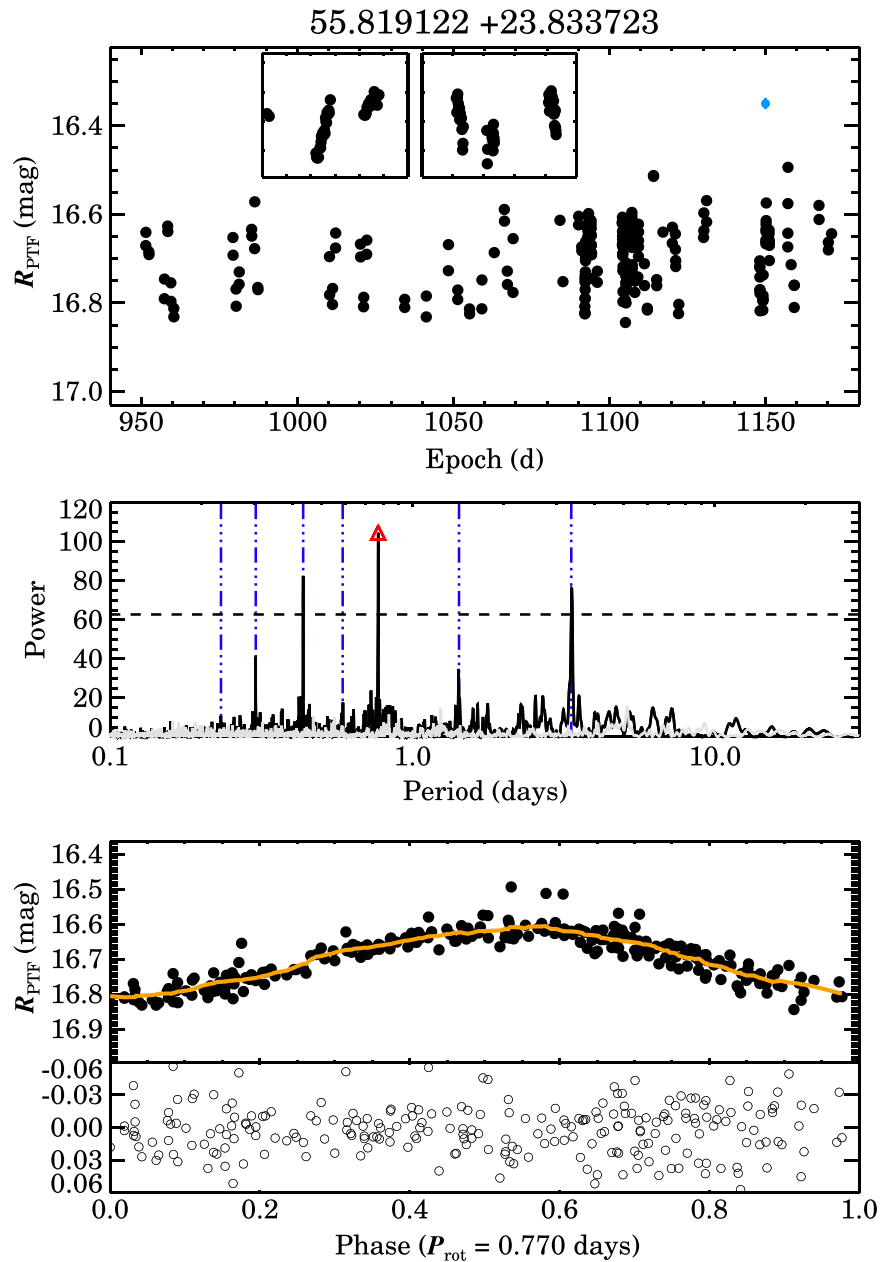 55.819122 +23.833723
16.4
16.6
16.8
17.0
R_PTF (mag)
950 1000 1050 1100 1150
Epoch (d)
120
100
80
60
40
20
0
Power
0.1 1.0 10.0
Period (days)
16.4
16.5
16.6
16.7
16.8
16.9
R_PTF (mag)
-0.06
-0.03
0.00
0.03
0.06
0.0 0.2 0.4 0.6 0.8 1.0
Phase (P_rot = 0.770 days)